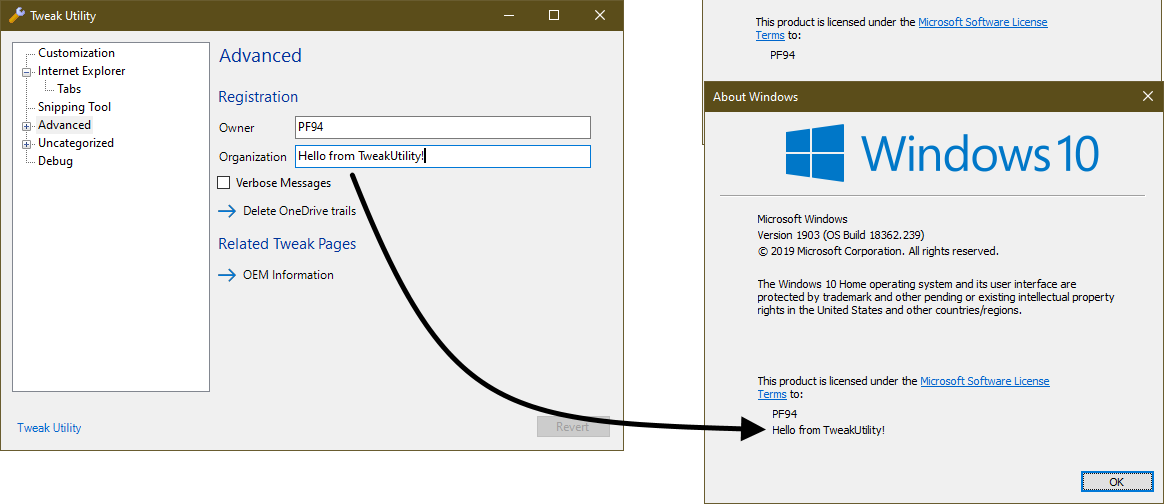 Tweak Utility
Customization
Internet Explorer
Tabs
Snipping Tool
Advanced
Uncategorized
Debug
Advanced
Registration
Owner PF94
Organization Hello from TweakUtility!
Verbose Messages
Delete OneDrive trails
Related Tweak Pages
OEM Information
Tweak Utility
Revert
This product is licensed under the Microsoft Software License
Terms to:
PF94
About Windows
Windows 10
Microsoft Windows
Version 1903 (OS Build 18362.239)
© 2019 Microsoft Corporation. All rights reserved.
The Windows 10 Home operating system and its user interface are
protected by trademark and other pending or existing intellectual property
rights in the United States and other countries/regions.
This product is licensed under the Microsoft Software License
Terms to:
PF94
Hello from TweakUtility!
OK